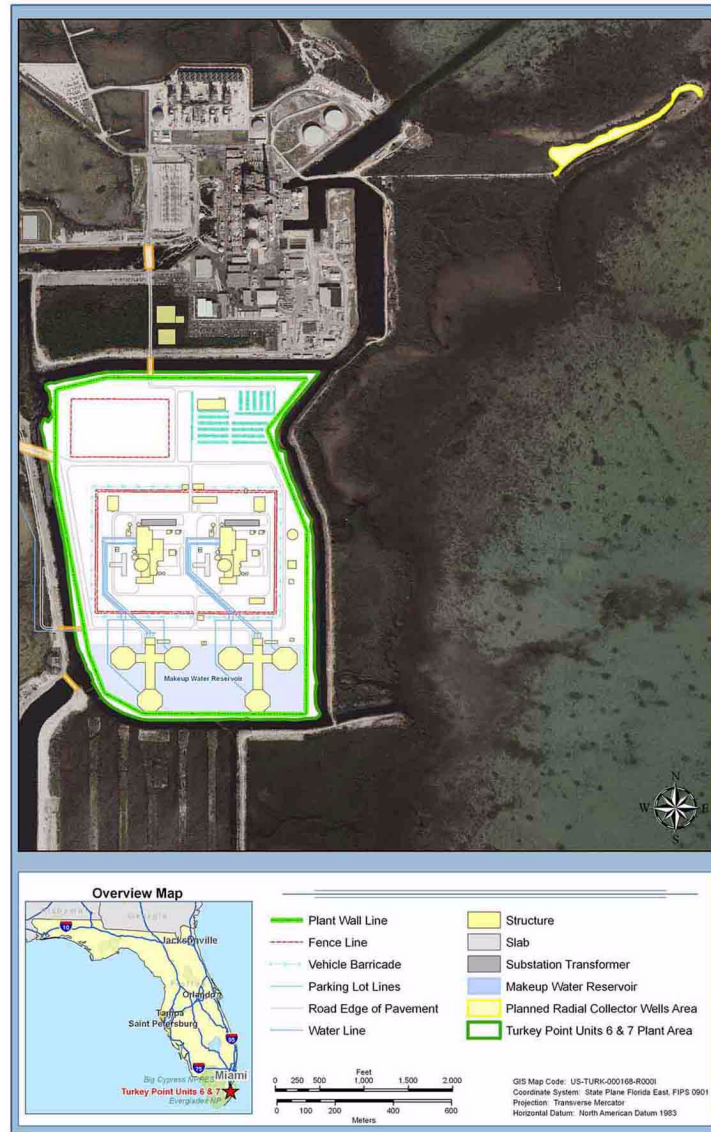 Makeup Water Reservoir
N
W
E
S
Overview Map
Alabama
Georgia
10
Jacksonville
Florida
Orlando
Tampa
Saint Petersburg
95
75
Miami
Big Cypress NPRES
Turkey Point Units 6 & 7
Everglades NP
Plant Wall Line
Fence Line
Vehicle Barricade
Parking Lot Lines
Road Edge of Pavement
Water Line
Structure
Slab
Substation Transformer
Makeup Water Reservoir
Planned Radial Collector Wells Area
Turkey Point Units 6 & 7 Plant Area
Feet
0 250 500 1,000 1,500 2,000
0 100 200 400 600
Meters
GIS Map Code: US-TURK-000168-R000I
Coordinate System: State Plane Florida East, FIPS 0901
Projection: Transverse Mercator
Horizontal Datum: North American Datum 1983